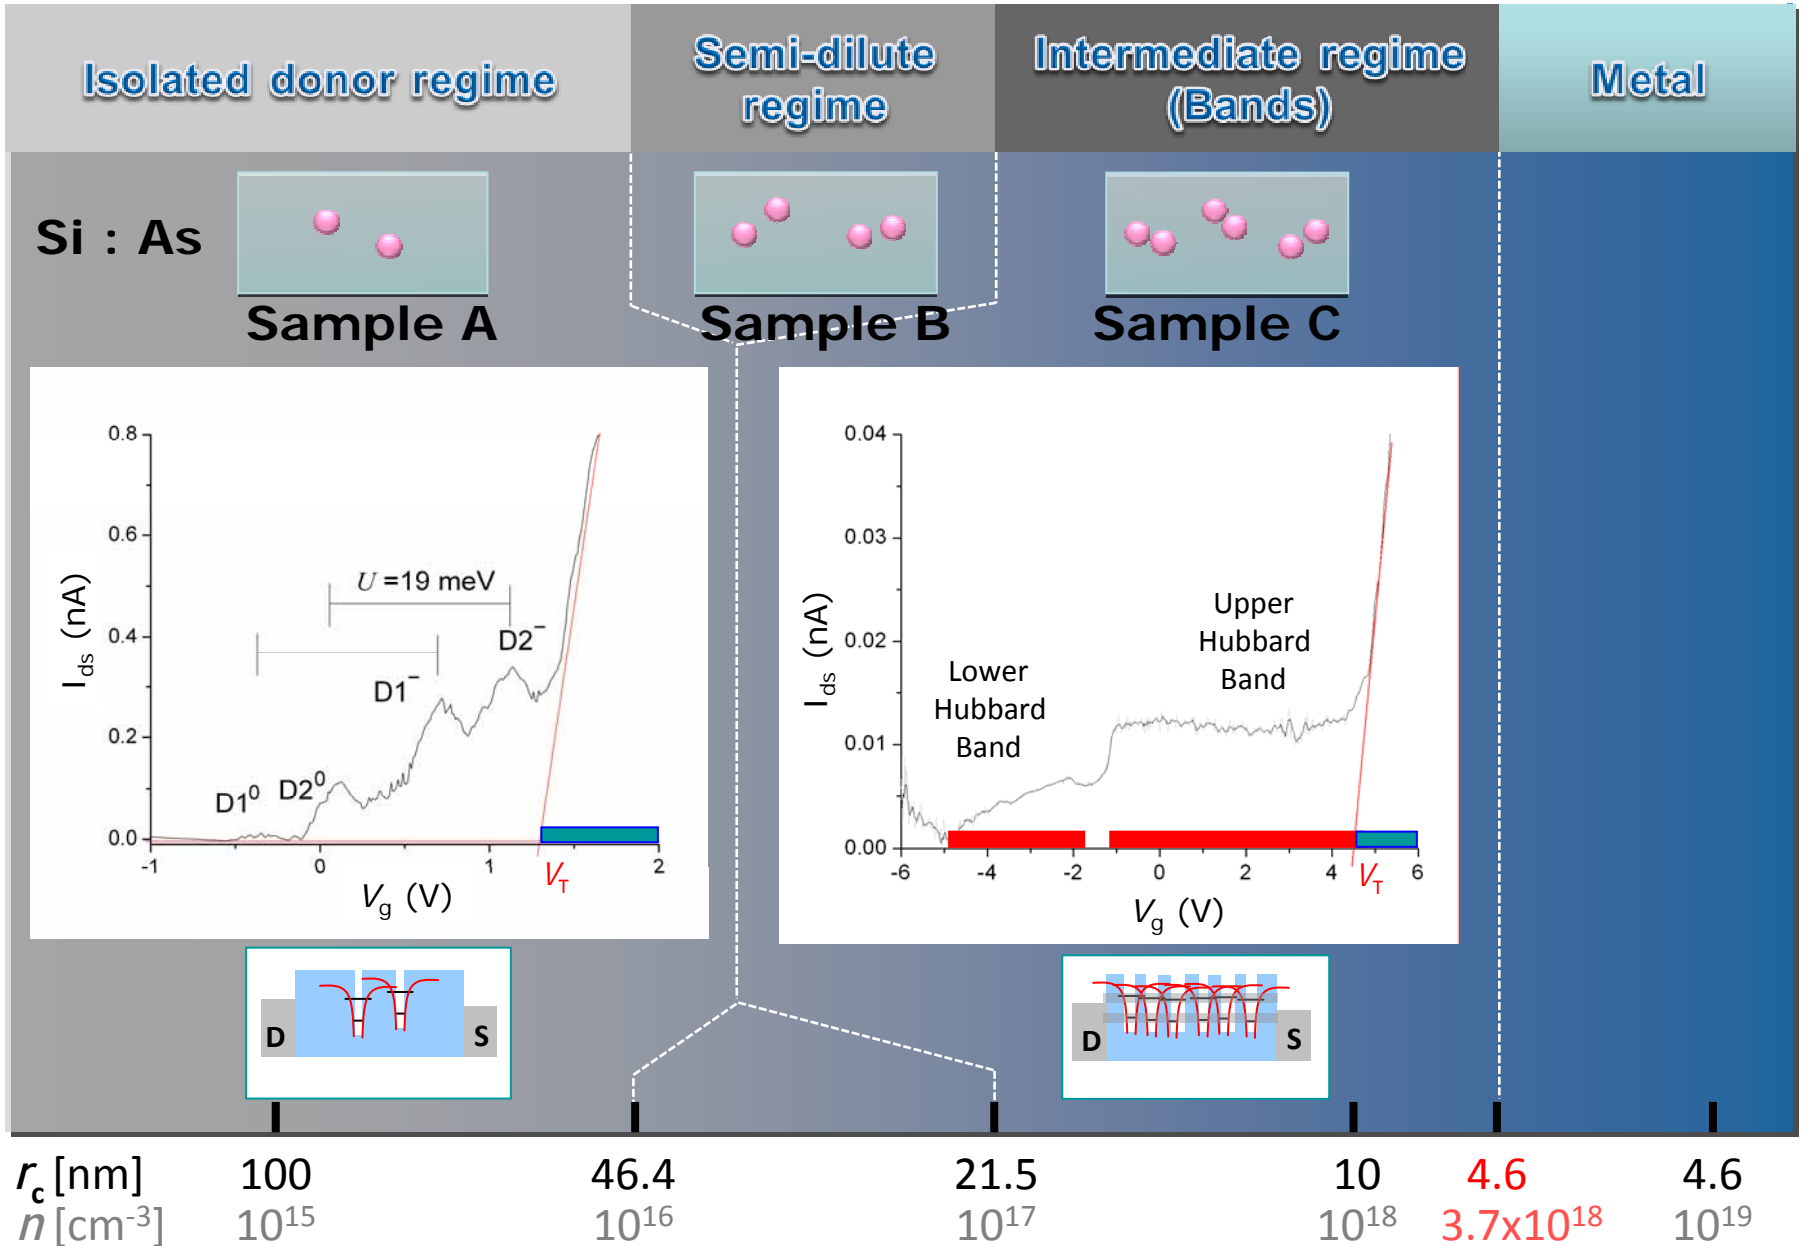 Isolated donor regime
Semi-dilute
regime
Intermediate regime
(Bands)
Metal
Si : As
Sample A
Sample B
Sample C
0.8
0.6
0.4
0.2
0.0
I_ds (nA)
U =19 meV
D1⁰
D2⁰
D1⁻
D2⁻
-1
0
1
2
V_T
V_g (V)
0.04
0.03
0.02
0.01
0.00
I_ds (nA)
Lower
Hubbard
Band
Upper
Hubbard
Band
-6
-4
-2
0
2
4
6
V_T
V_g (V)
D
S
D
S
r_c [nm] 100 46.4 21.5 10 4.6 4.6
n [cm⁻³] 10¹⁵ 10¹⁶ 10¹⁷ 10¹⁸ 3.7x10¹⁸ 10¹⁹